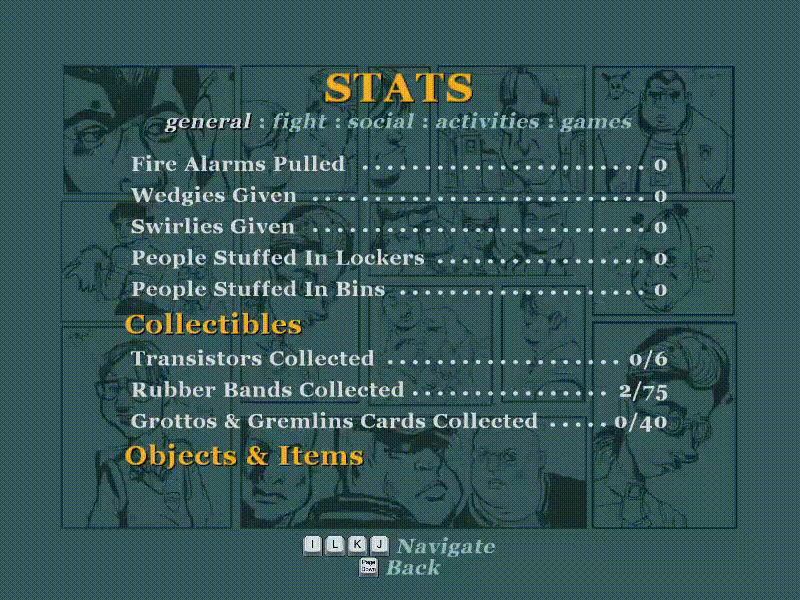 STATS
general : fight : social : activities : games
Fire Alarms Pulled ....................... 0
Wedgies Given ........................... 0
Swirlies Given ........................... 0
People Stuffed In Lockers ................ 0
People Stuffed In Bins .................... 0
Collectibles
Transistors Collected .................... 0/6
Rubber Bands Collected ................. 2/75
Grottos & Gremlins Cards Collected ..... 0/40
Objects & Items
I L K J Navigate
Page Down Back